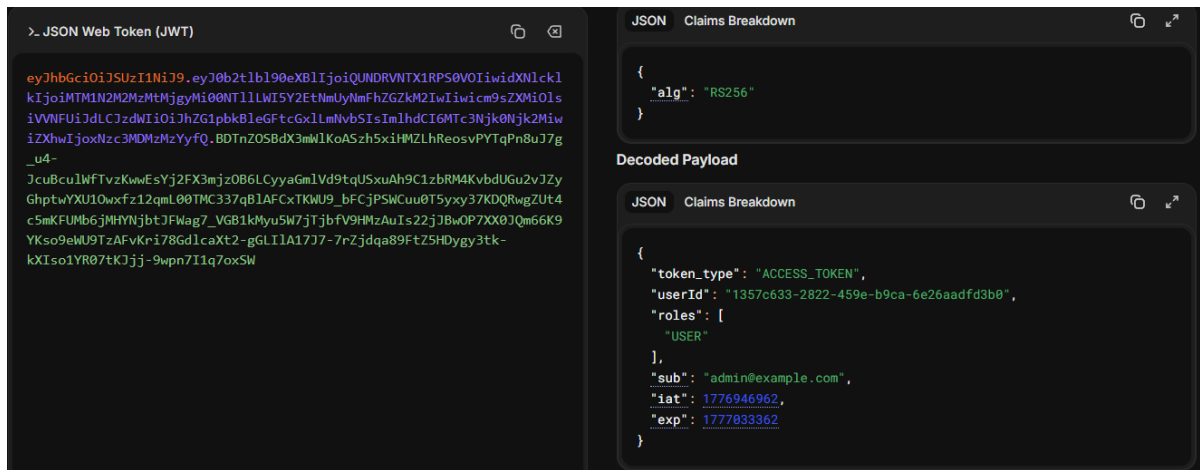 >_ JSON Web Token (JWT)
eyJhbGciOiJSUzI1NiJ9.eyJ0b2tlbl90eXBlIjoiQUNDRVNTX1RPS0VOIiwidXNlckl
kIjoiMTM1N2M2MzMtMjgyMi00NTllLWI5Y2EtNmUyNmFhZGZkM2IwIiwicm9sZXMiOls
iVVNFUiJdLCJzdWIiOiJhZG1pbkBleGFtcGxlLmNvbSIsImlhdCI6MTc3Njk0Njk2Miw
iZXhwIjoxNzc3MDMzMzYyfQ.BDTnZOSBdX3mWlKoASzh5xiHMZLhReosvPYTqPn8uJ7g
_u4-
JcuBculWfTvzKwwEsYj2FX3mjzOB6LCyyaGmlVd9tqUSxuAh9C1zbRM4KvbdUGu2vJZy
GhptwYXU1Owxfz12qmL00TMC337qBlAFCxTKWU9_bFCjPSWCuu0T5yxy37KDQRwgZUt4
c5mKFUMb6jMHYNjbtJFWag7_VGB1kMyu5W7jTjbfV9HMzAuIs22jJBwOP7XX0JQm66K9
YKso9eWU9TzAFvKri78GdlcaXt2-gGLIlA17J7-7rZjdqa89FtZ5HDygy3tk-
kXIso1YR07tKJjj-9wpn7I1q7oxSW
JSON Claims Breakdown
{
"alg": "RS256"
}
Decoded Payload
JSON Claims Breakdown
{
"token_type": "ACCESS_TOKEN",
"userId": "1357c633-2822-459e-b9ca-6e26aadfd3b0",
"roles": [
"USER"
],
"sub": "admin@example.com",
"iat": 1776946962,
"exp": 1777033362
}